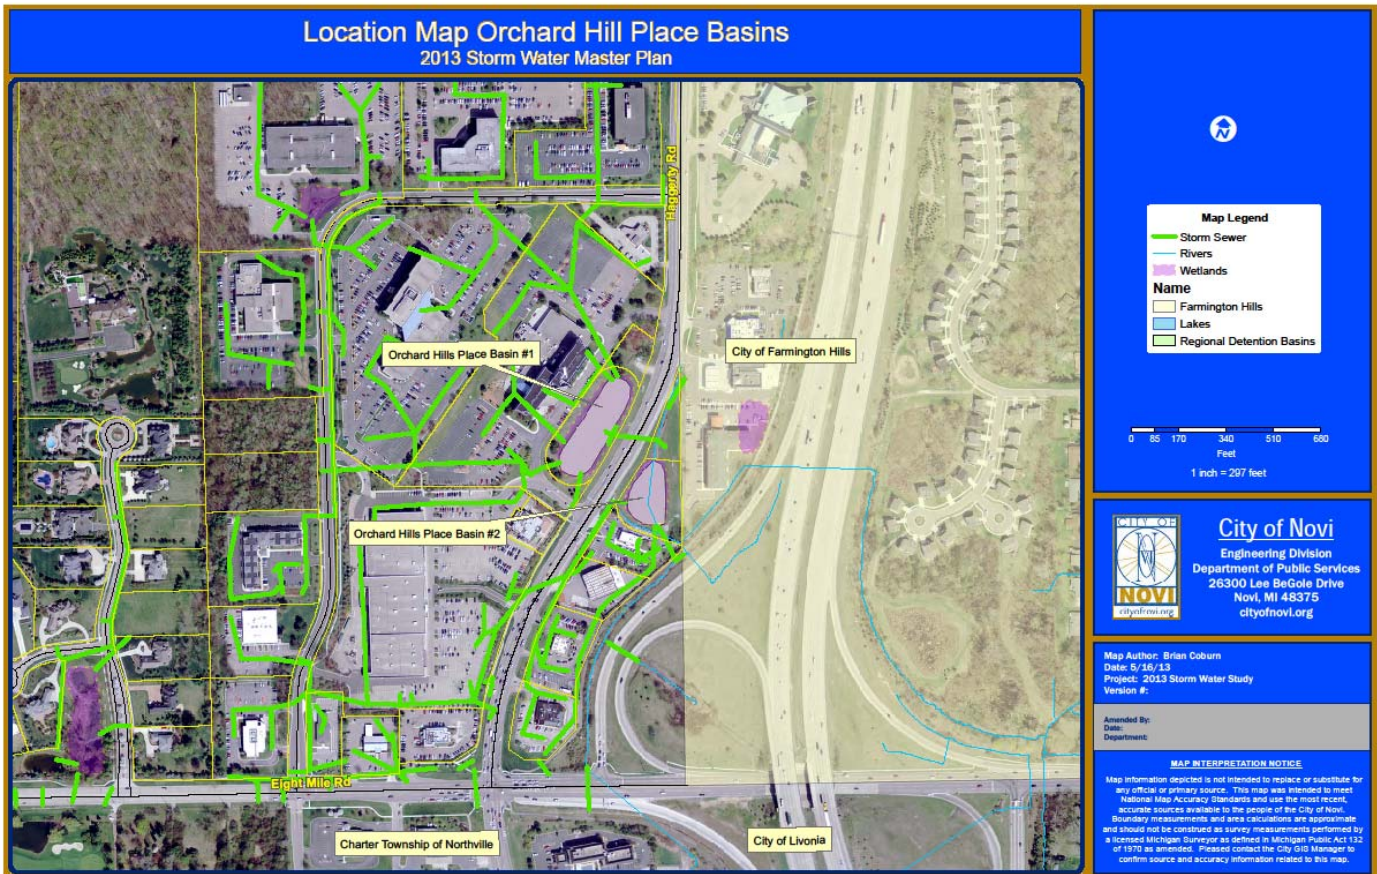 Location Map Orchard Hill Place Basins
2013 Storm Water Master Plan
Haggerty Rd
Orchard Hills Place Basin #1
City of Farmington Hills
Orchard Hills Place Basin #2
Eight Mile Rd
Charter Township of Northville
City of Livonia
N
Map Legend
Storm Sewer
Rivers
Wetlands
Name
Farmington Hills
Lakes
Regional Detention Basins
0 85 170 340 510 680
Feet
1 inch = 297 feet
CITY OF
NOVI
cityofnovi.org
City of Novi
Engineering Division
Department of Public Services
26300 Lee BeGole Drive
Novi, MI 48375
cityofnovi.org
Map Author: Brian Coburn
Date: 5/16/13
Project: 2013 Storm Water Study
Version #:
Amended By:
Date:
Department:
MAP INTERPRETATION NOTICE
Map information depicted is not intended to replace or substitute for
any official or primary source. This map was intended to meet
National Map Accuracy Standards and use the most recent,
accurate sources available to the people of the City of Novi.
Boundary measurements and area calculations are approximate
and should not be construed as survey measurements performed by
a licensed Michigan Surveyor as defined in Michigan Public Act 132
of 1970 as amended. Pleased contact the City GIS Manager to
confirm source and accuracy information related to this map.